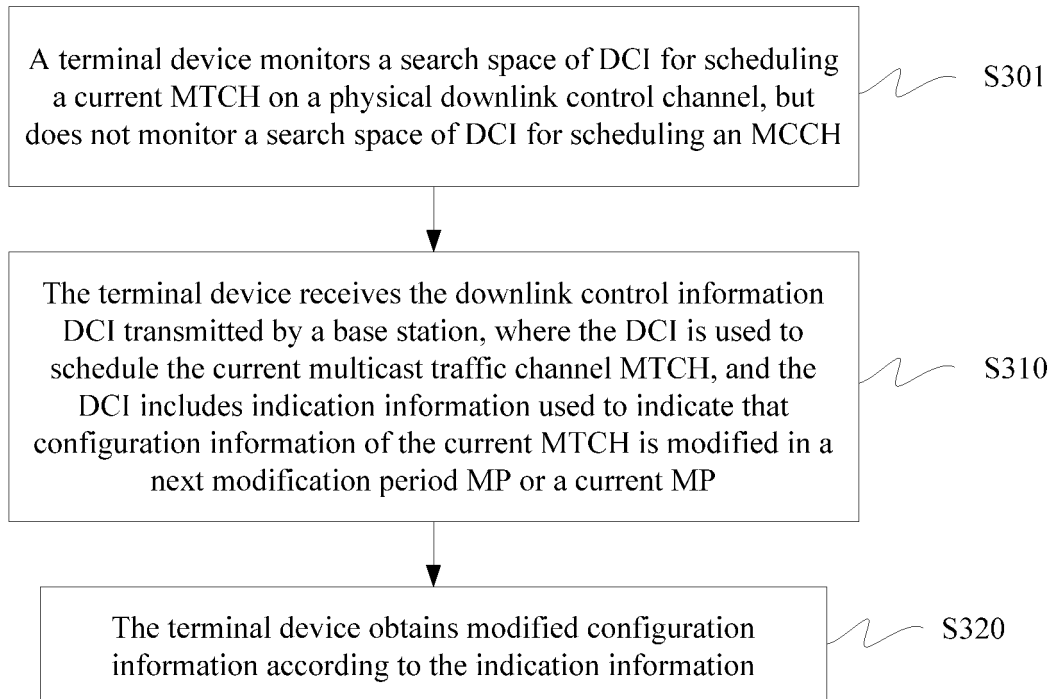 A terminal device monitors a search space of DCI for scheduling
a current MTCH on a physical downlink control channel, but
does not monitor a search space of DCI for scheduling an MCCH
S301
The terminal device receives the downlink control information
DCI transmitted by a base station, where the DCI is used to
schedule the current multicast traffic channel MTCH, and the
DCI includes indication information used to indicate that
configuration information of the current MTCH is modified in a
next modification period MP or a current MP
S310
The terminal device obtains modified configuration
information according to the indication information
S320